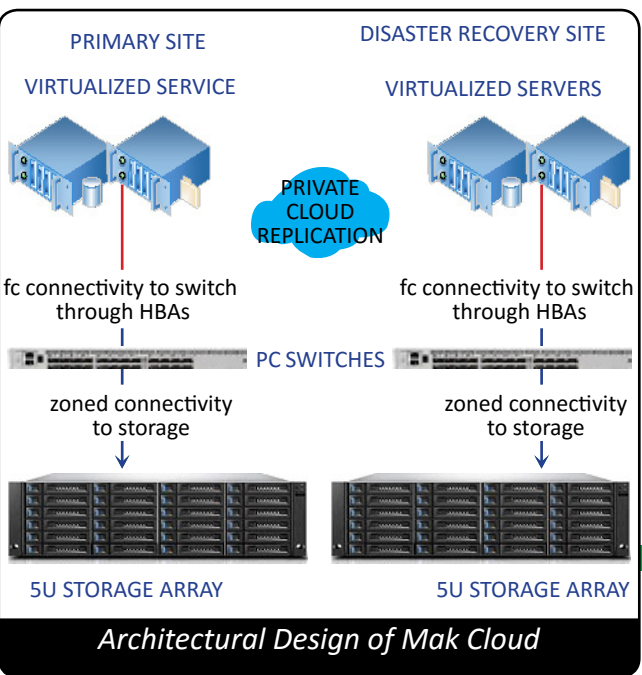 PRIMARY SITE
DISASTER RECOVERY SITE
VIRTUALIZED SERVICE
VIRTUALIZED SERVERS
PRIVATE
CLOUD
REPLICATION
fc connectivity to switch
through HBAs
fc connectivity to switch
through HBAs
PC SWITCHES
zoned connectivity
to storage
zoned connectivity
to storage
5U STORAGE ARRAY
5U STORAGE ARRAY
Architectural Design of Mak Cloud